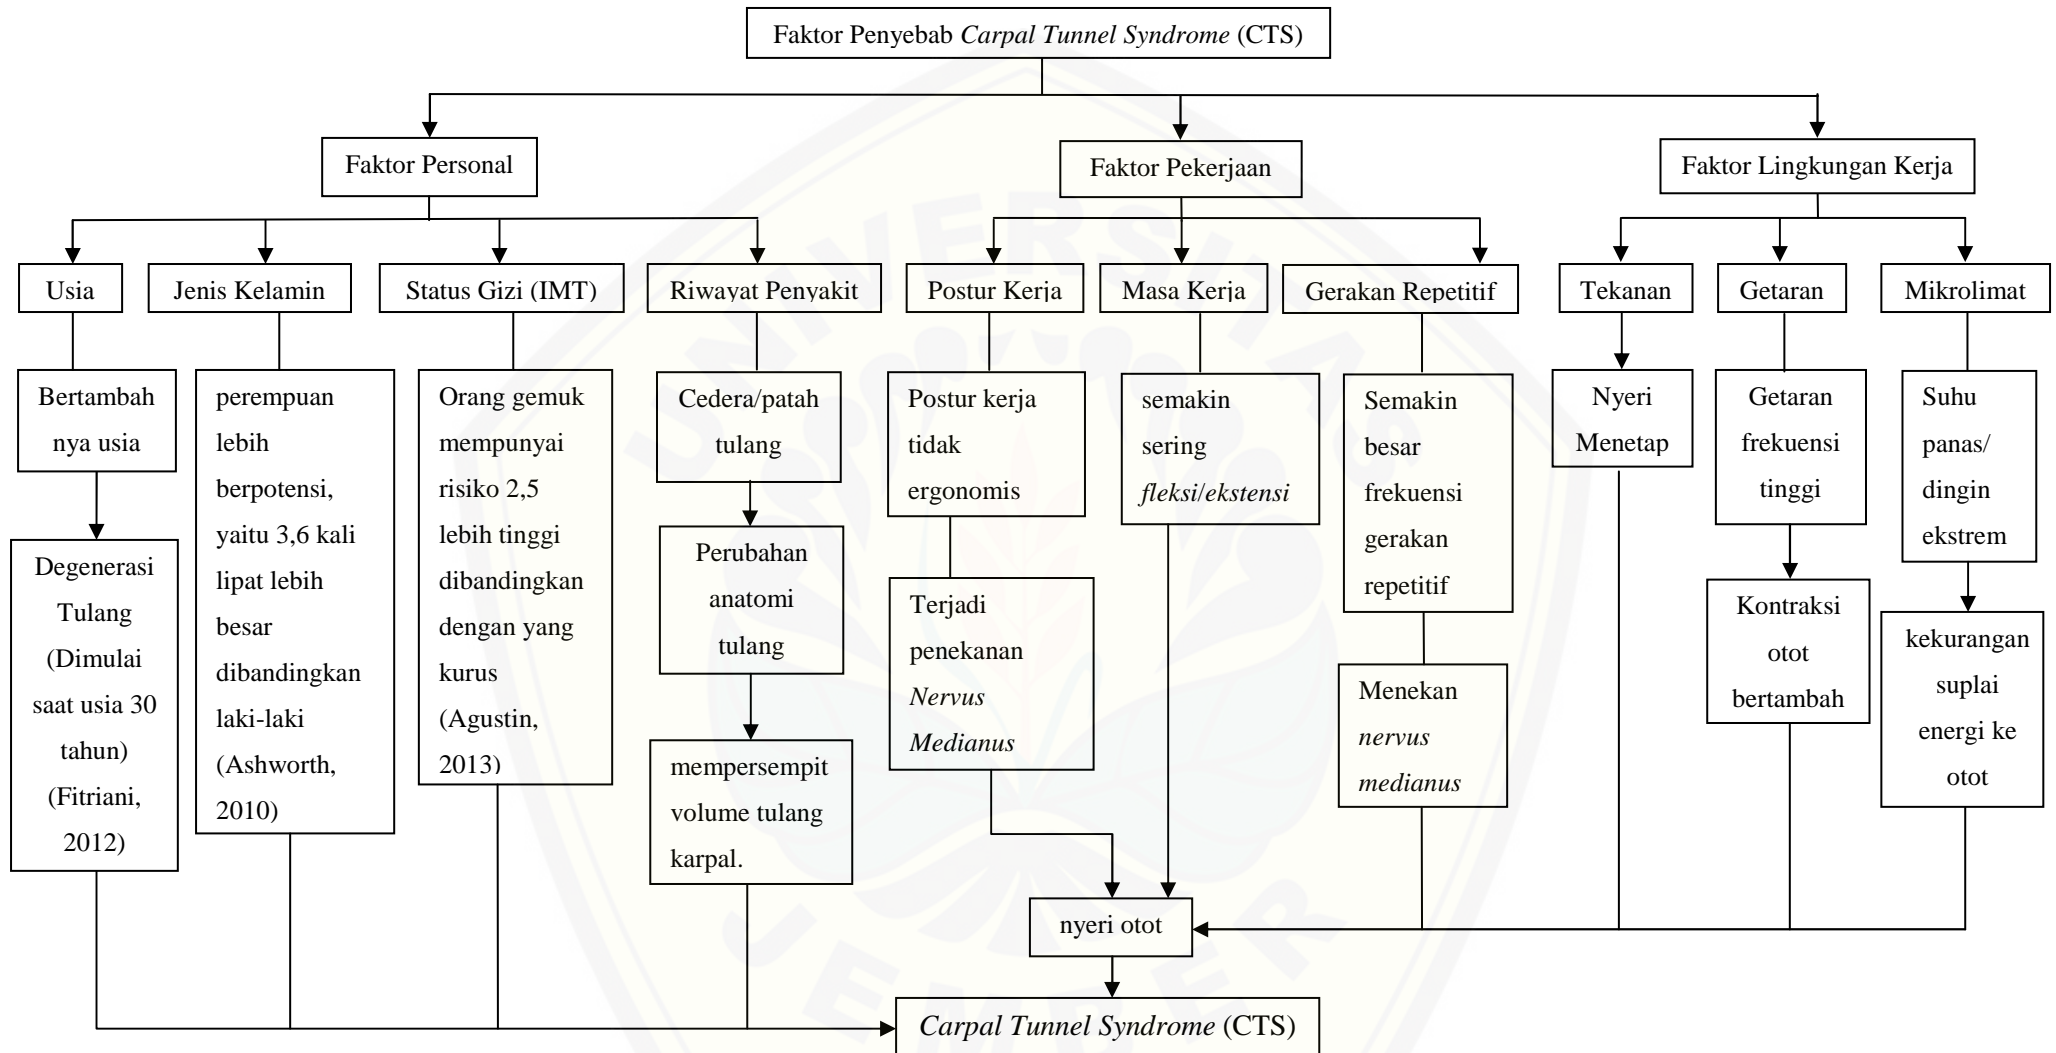 Faktor Penyebab Carpal Tunnel Syndrome (CTS)
Faktor Personal
Faktor Pekerjaan
Faktor Lingkungan Kerja
Usia
Jenis Kelamin
Status Gizi (IMT)
Riwayat Penyakit
Postur Kerja
Masa Kerja
Gerakan Repetitif
Tekanan
Getaran
Mikrolimat
Bertambah
nya usia
Degenerasi
Tulang
(Dimulai
saat usia 30
tahun)
(Fitriani,
2012)
perempuan
lebih
berpotensi,
yaitu 3,6 kali
lipat lebih
besar
dibandingkan
laki-laki
(Ashworth,
2010)
Orang gemuk
mempunyai
risiko 2,5
lebih tinggi
dibandingkan
dengan yang
kurus
(Agustin,
2013)
Cedera/patah
tulang
Perubahan
anatomi
tulang
mempersempit
volume tulang
karpal.
Postur kerja
tidak
ergonomis
Terjadi
penekanan
Nervus
Medianus
semakin
sering
fleksi/ekstensi
Semakin
besar
frekuensi
gerakan
repetitif
Menekan
nervus
medianus
Nyeri
Menetap
Getaran
frekuensi
tinggi
Kontraksi
otot
bertambah
Suhu
panas/
dingin
ekstrem
kekurangan
suplai
energi ke
otot
nyeri otot
Carpal Tunnel Syndrome (CTS)
UNIVERSITAS
JEMBER